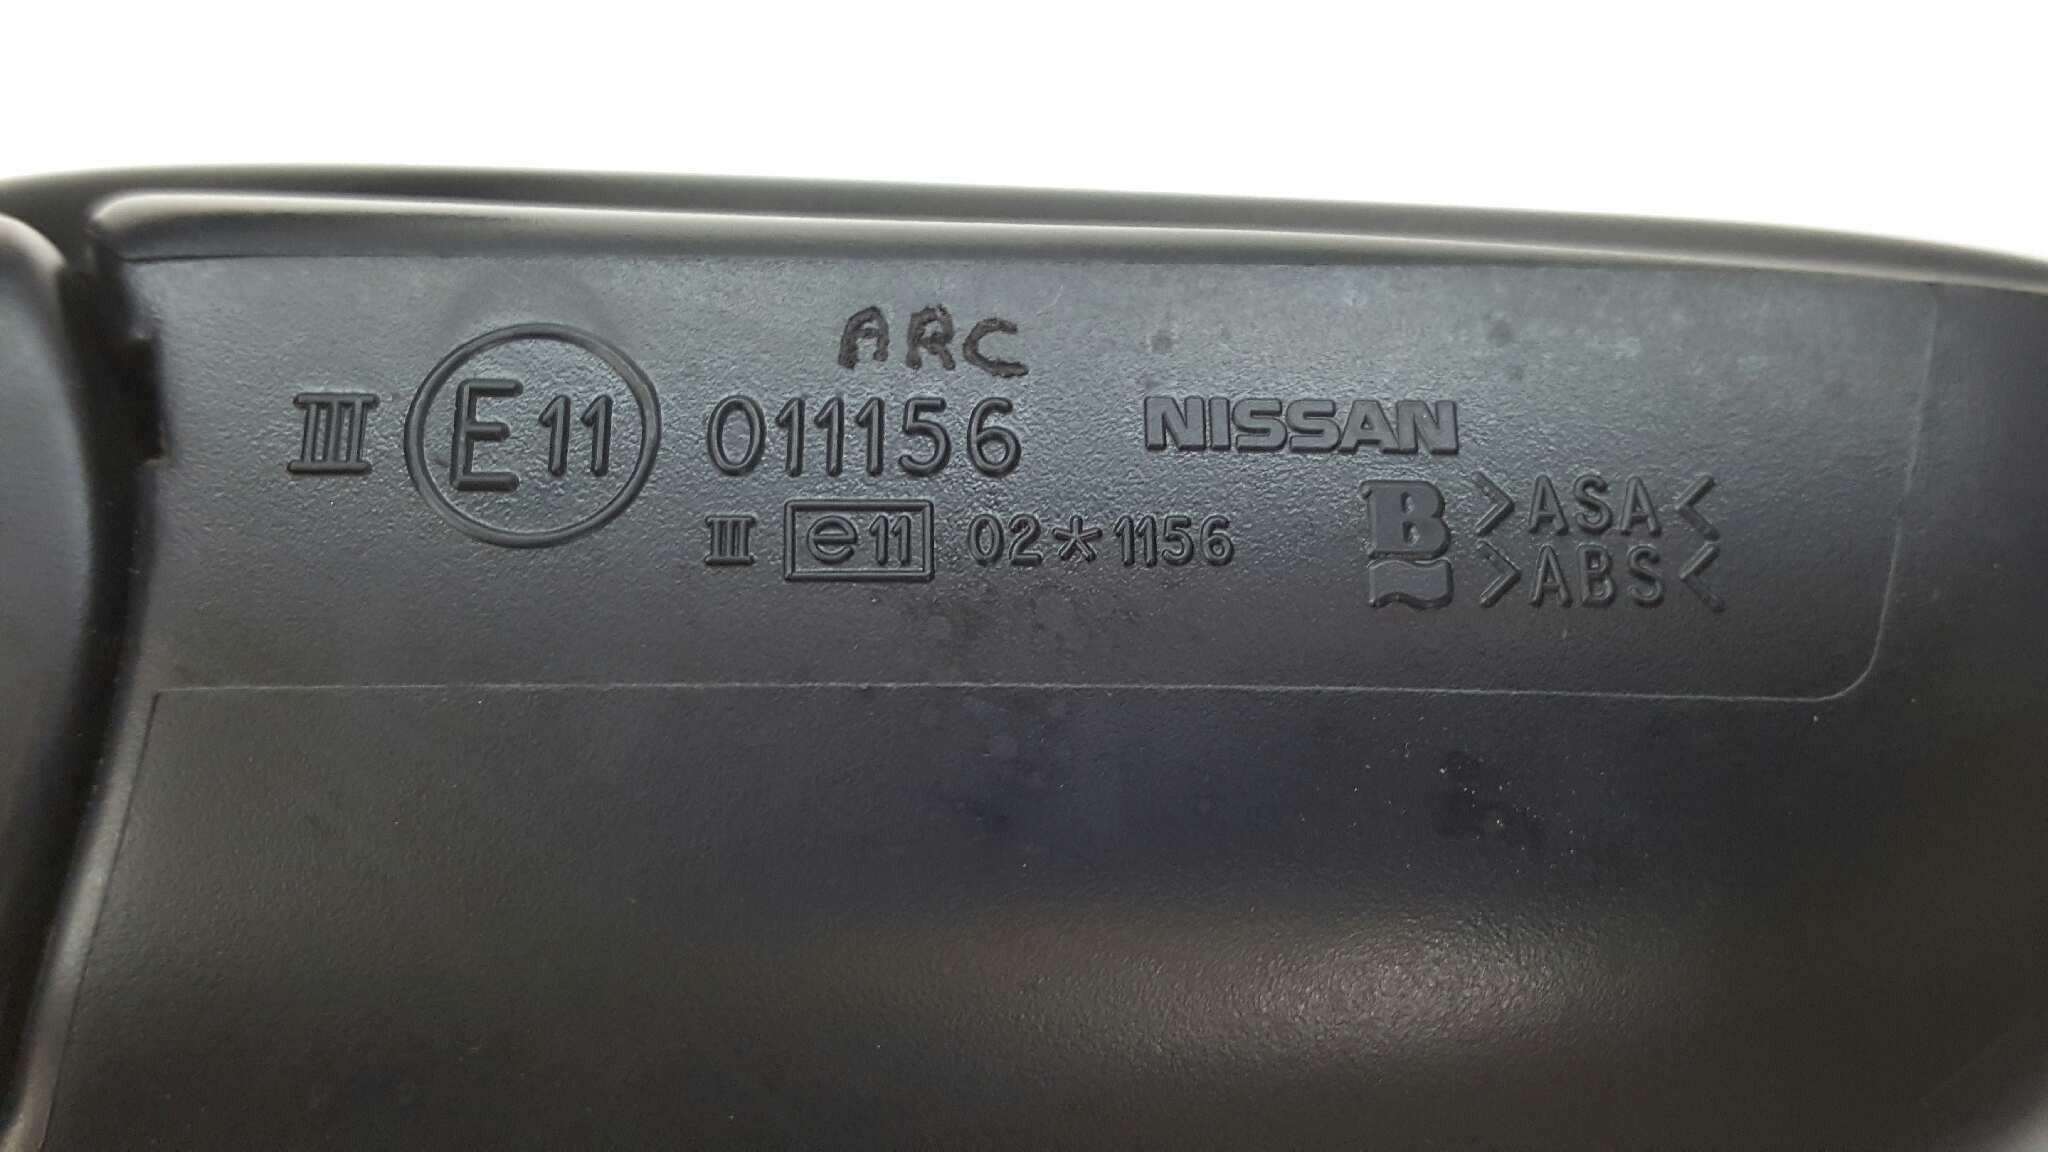 ARC
III E11 011156 NISSAN
III e11 02*1156
B >ASA<
>ABS<